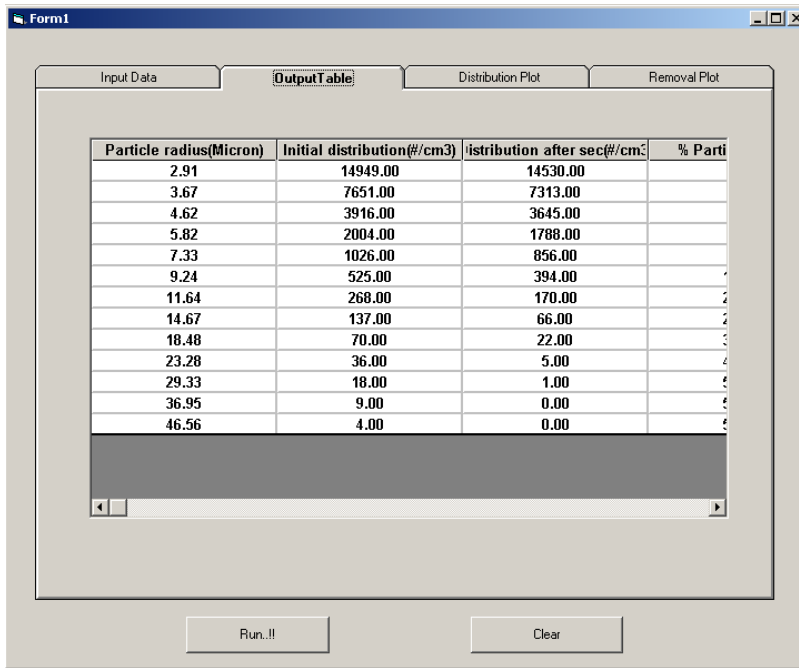 Form1
Input Data OutputTable Distribution Plot Removal Plot
Particle radius(Micron) Initial distribution(#/cm3) istribution after sec(#/cm3 % Parti
2.91 14949.00 14530.00
3.67 7651.00 7313.00
4.62 3916.00 3645.00
5.82 2004.00 1788.00
7.33 1026.00 856.00
9.24 525.00 394.00
11.64 268.00 170.00
14.67 137.00 66.00
18.48 70.00 22.00
23.28 36.00 5.00
29.33 18.00 1.00
36.95 9.00 0.00
46.56 4.00 0.00
Run..!! Clear